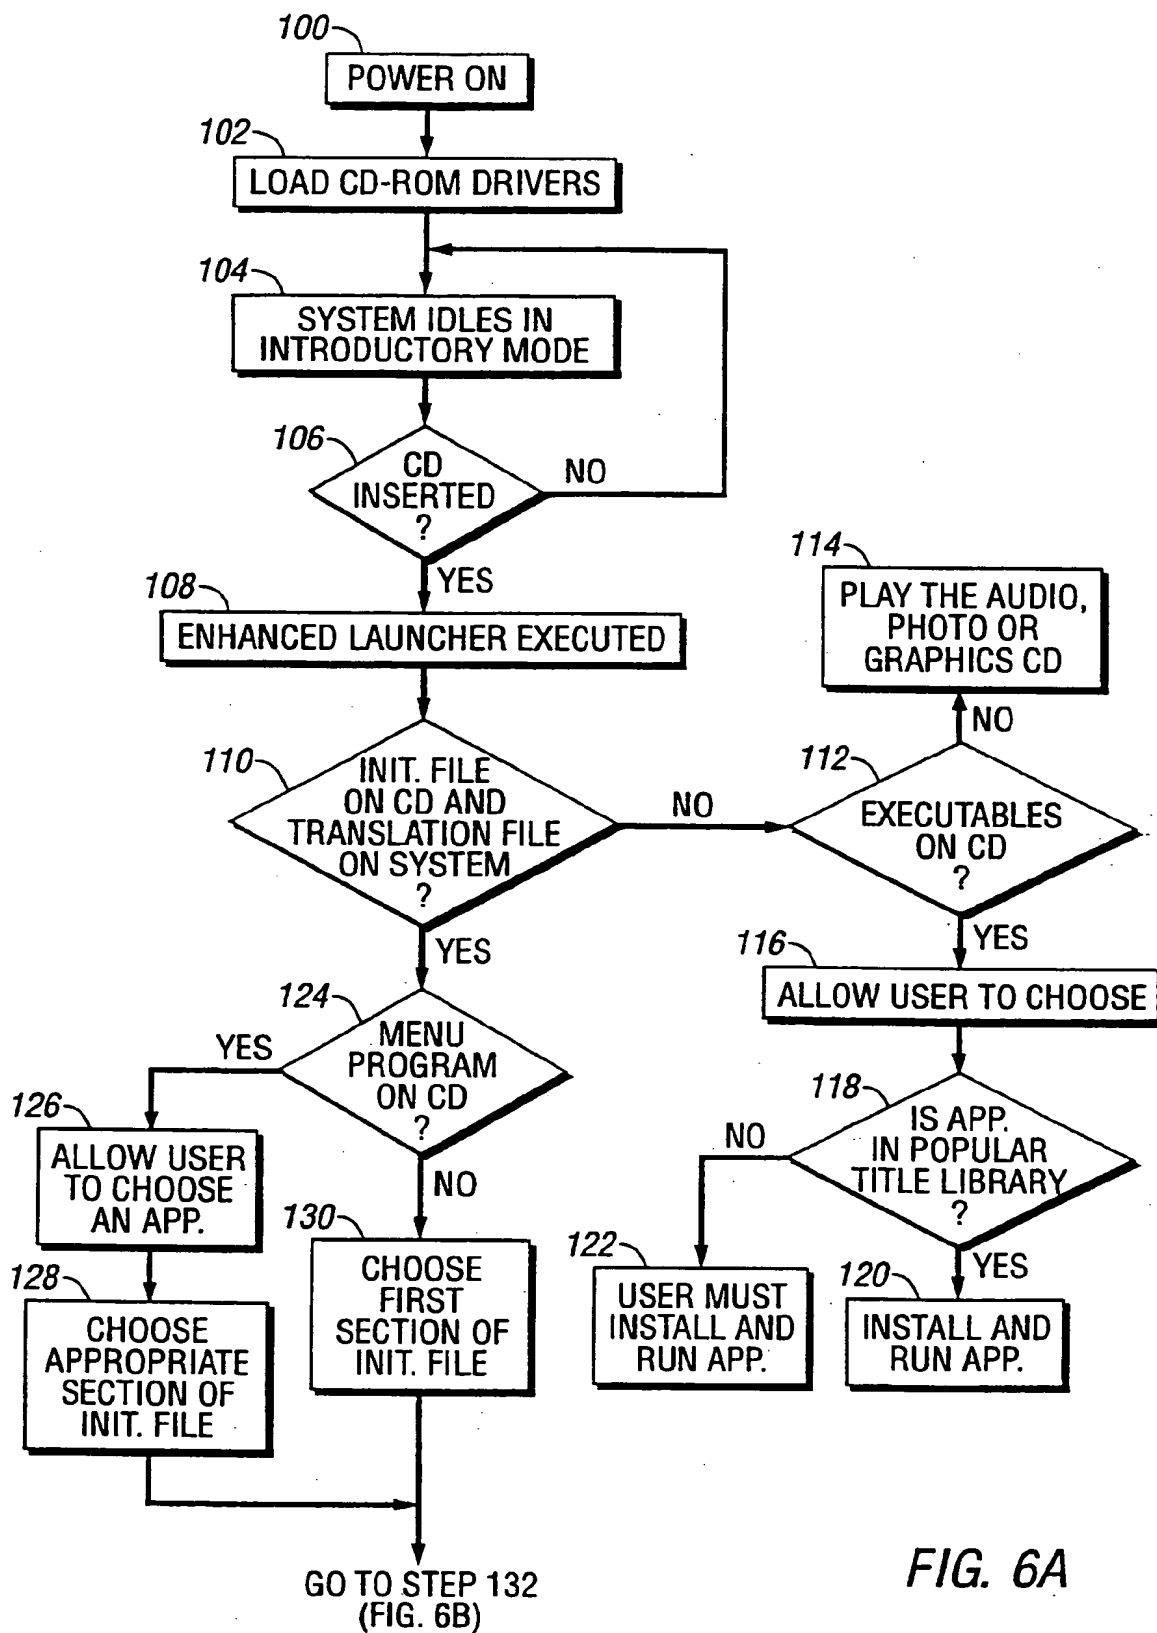 100
POWER ON
102
LOAD CD-ROM DRIVERS
104
SYSTEM IDLES IN
INTRODUCTORY MODE
106
CD
INSERTED
?
NO
YES
108
ENHANCED LAUNCHER EXECUTED
110
INIT. FILE
ON CD AND
TRANSLATION FILE
ON SYSTEM
?
NO
YES
112
EXECUTABLES
ON CD
?
NO
114
PLAY THE AUDIO,
PHOTO OR
GRAPHICS CD
YES
116
ALLOW USER TO CHOOSE
118
IS APP.
IN POPULAR
TITLE LIBRARY
?
NO
122
USER MUST
INSTALL AND
RUN APP.
YES
120
INSTALL AND
RUN APP.
124
MENU
PROGRAM
ON CD
?
YES
126
ALLOW USER
TO CHOOSE
AN APP.
128
CHOOSE
APPROPRIATE
SECTION OF
INIT. FILE
NO
130
CHOOSE
FIRST
SECTION OF
INIT. FILE
GO TO STEP 132
(FIG. 6B)
FIG. 6A